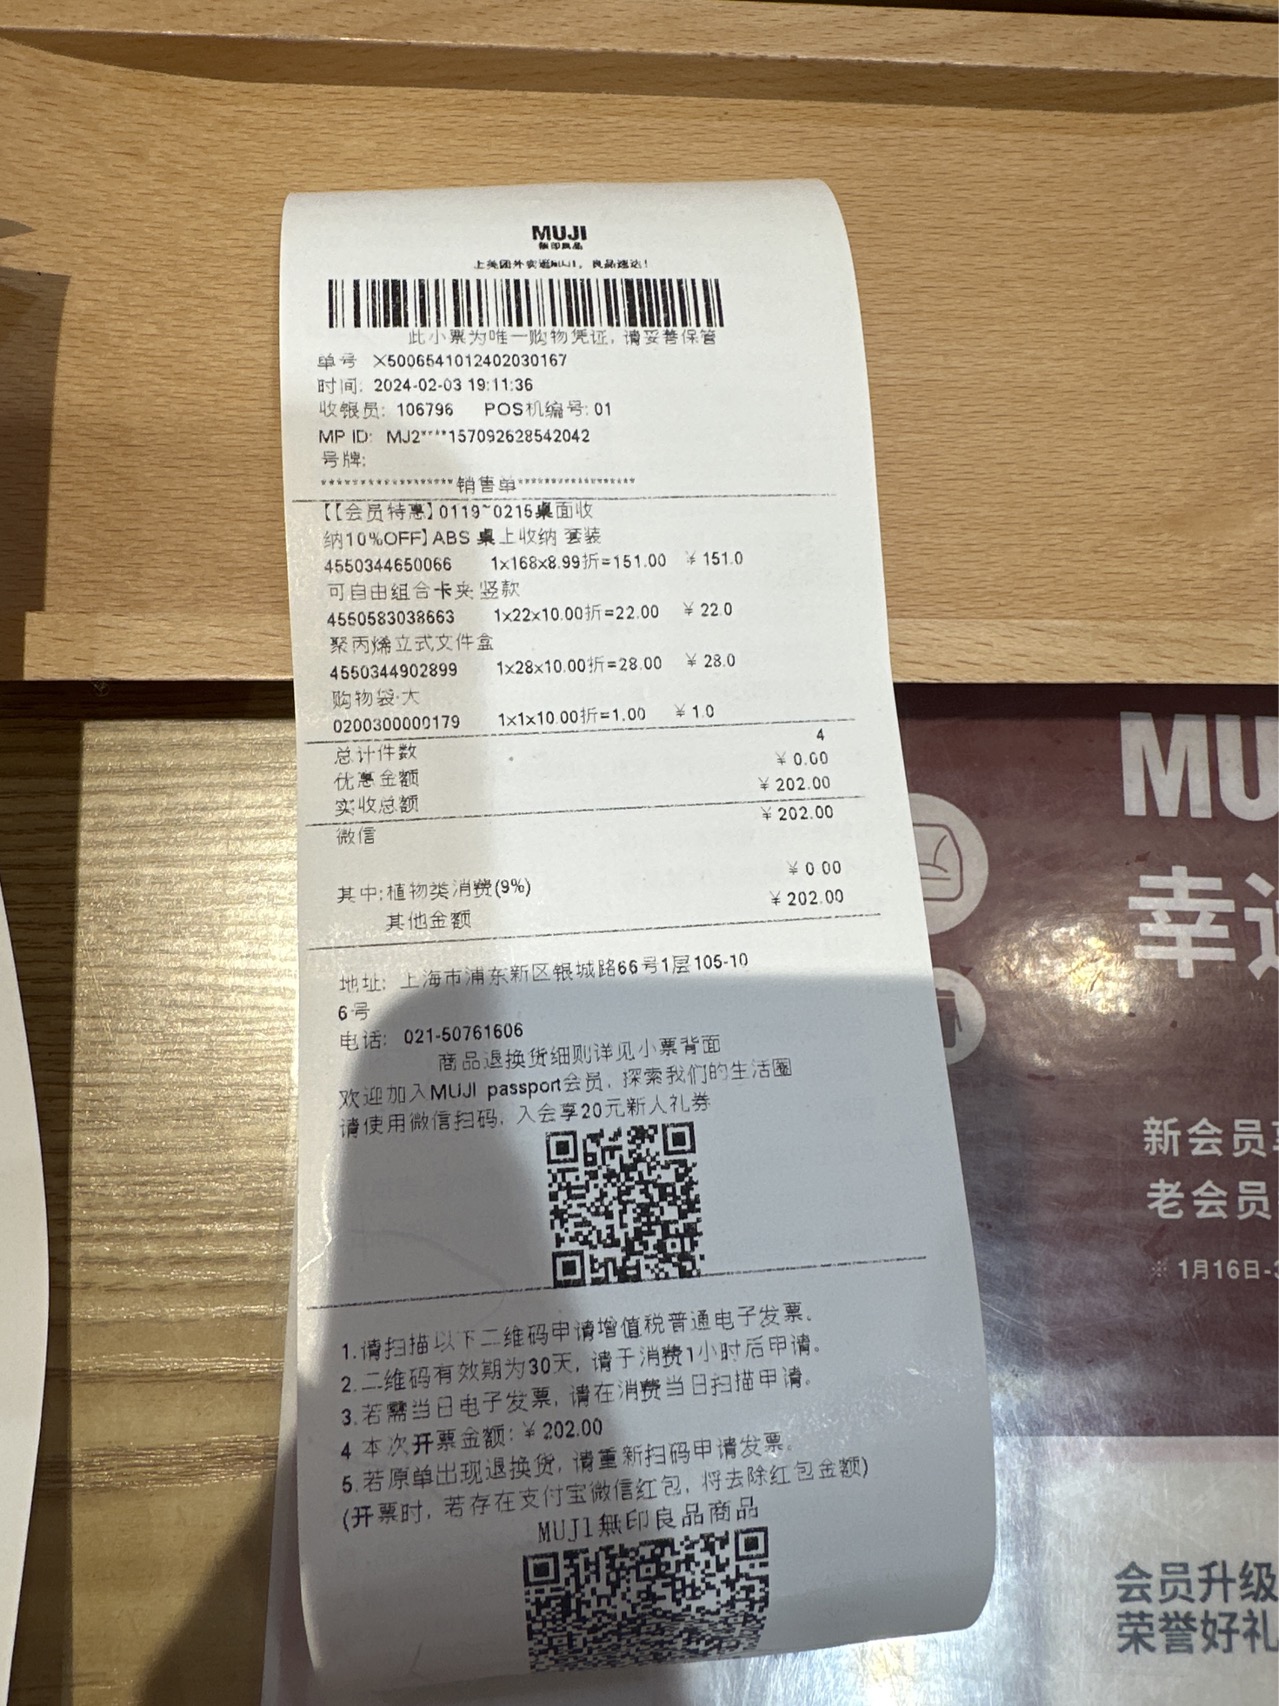 MUJI
無印良品
上美团外卖逛MUJI，良品速达！
此小票为唯一购物凭证, 请妥善保管
单号 X5006541012402030167
时间: 2024-02-03 19:11:36
收银员: 106796 POS机编号: 01
MP ID: MJ2****157092628542042
号牌:
********************销售单******************
【【会员特惠】0119~0215桌面收
纳10%OFF】ABS 桌上收纳 套装
4550344650066 1x168x8.99折=151.00 ¥ 151.0
可自由组合卡夹 竖款
4550583038663 1x22x10.00折=22.00 ¥ 22.0
聚丙烯立式文件盒
4550344902899 1x28x10.00折=28.00 ¥ 28.0
购物袋·大
0200300000179 1x1x10.00折=1.00 ¥ 1.0
总计件数 4
优惠金额 ¥ 0.00
实收总额 ¥ 202.00
微信 ¥ 202.00
其中:植物类消费(9%) ¥ 0.00
其他金额 ¥ 202.00
地址: 上海市浦东新区银城路66号1层105-10
6号
电话: 021-50761606
商品退换货细则详见小票背面
欢迎加入MUJI passport会员, 探索我们的生活圈
请使用微信扫码, 入会享20元新人礼券
1.请扫描以下二维码申请增值税普通电子发票。
2.二维码有效期为30天, 请于消费1小时后申请。
3.若需当日电子发票, 请在消费当日扫描申请。
4 本次开票金额: ¥ 202.00
5.若原单出现退换货, 请重新扫码申请发票。
(开票时, 若存在支付宝微信红包, 将去除红包金额)
MUJI無印良品商品
MU
幸
新会员
老会员
※ 1月16日-
会员升级
荣誉好礼